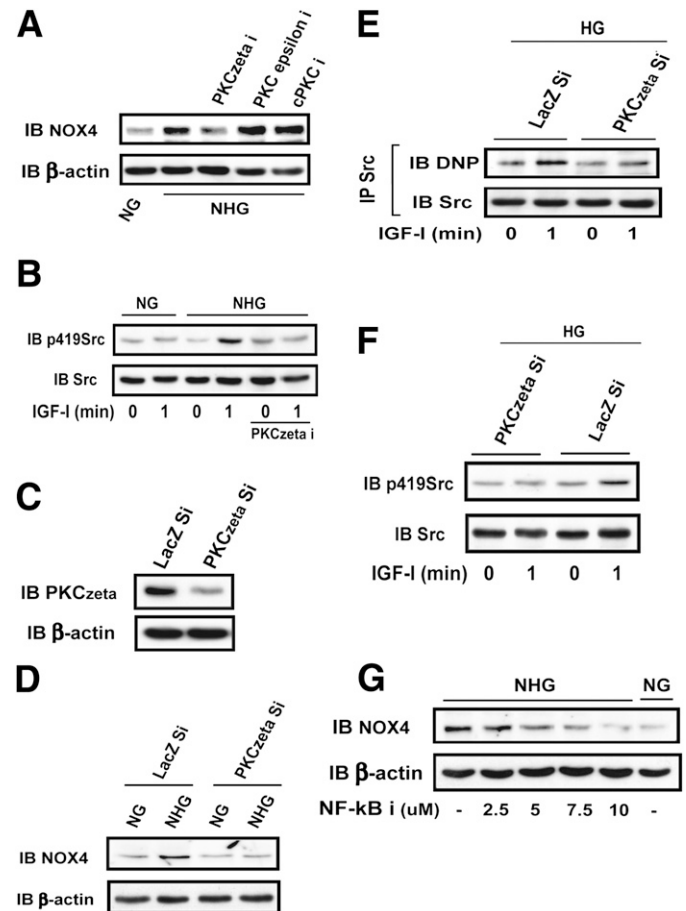 A
PKCzeta i
PKC epsilon i
cPKC i
IB NOX4
IB β-actin
NG
NHG
B
NG NHG
IB p419Src
IB Src
IGF-I (min) 0 1 0 1 0 1
PKCzeta i
C
LacZ Si
PKCzeta Si
IB PKCzeta
IB β-actin
D
LacZ Si
PKCzeta Si
NG NHG NG NHG
IB NOX4
IB β-actin
E
HG
LacZ Si
PKCzeta Si
IP Src
IB DNP
IB Src
IGF-I (min) 0 1 0 1
F
HG
PKCzeta Si
LacZ Si
IB p419Src
IB Src
IGF-I (min) 0 1 0 1
G
NHG NG
IB NOX4
IB β-actin
NF-kB i (uM) - 2.5 5 7.5 10 -